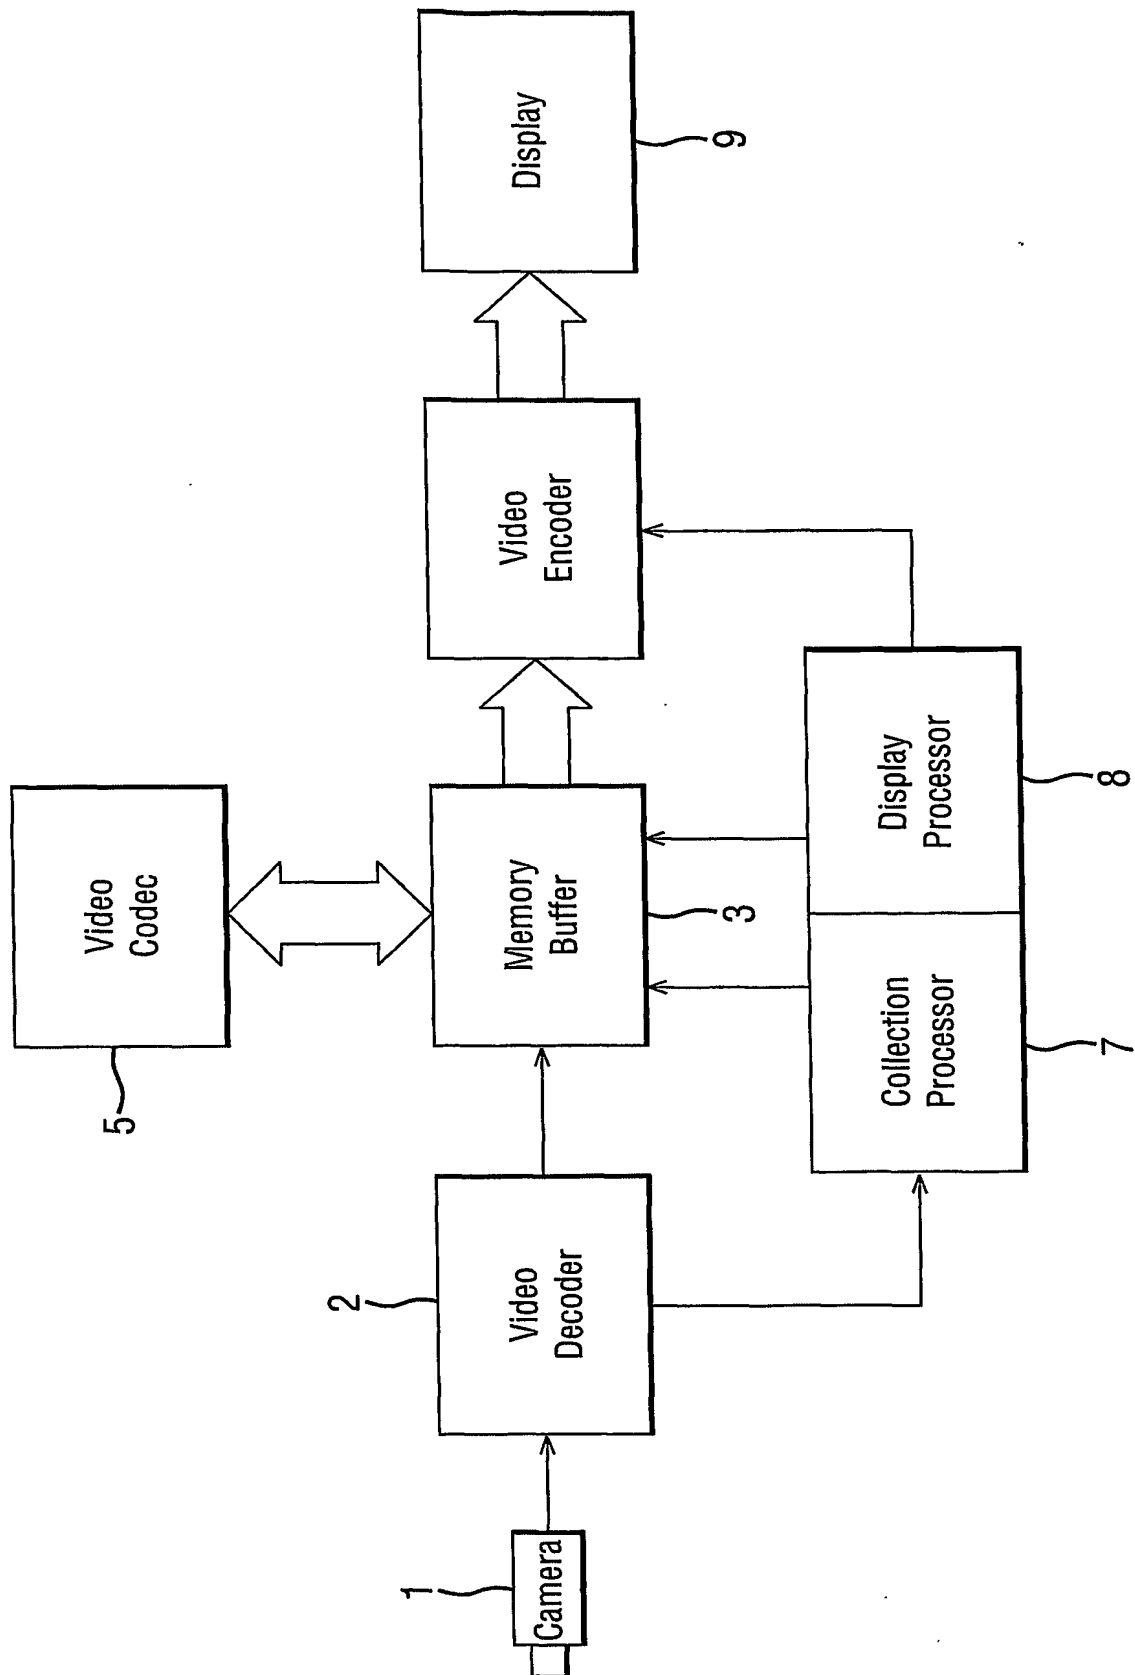 5
Video
Codec
1
Camera
2
Video
Decoder
Memory
Buffer
3
Video
Encoder
Display
9
Collection
Processor
7
Display
Processor
8